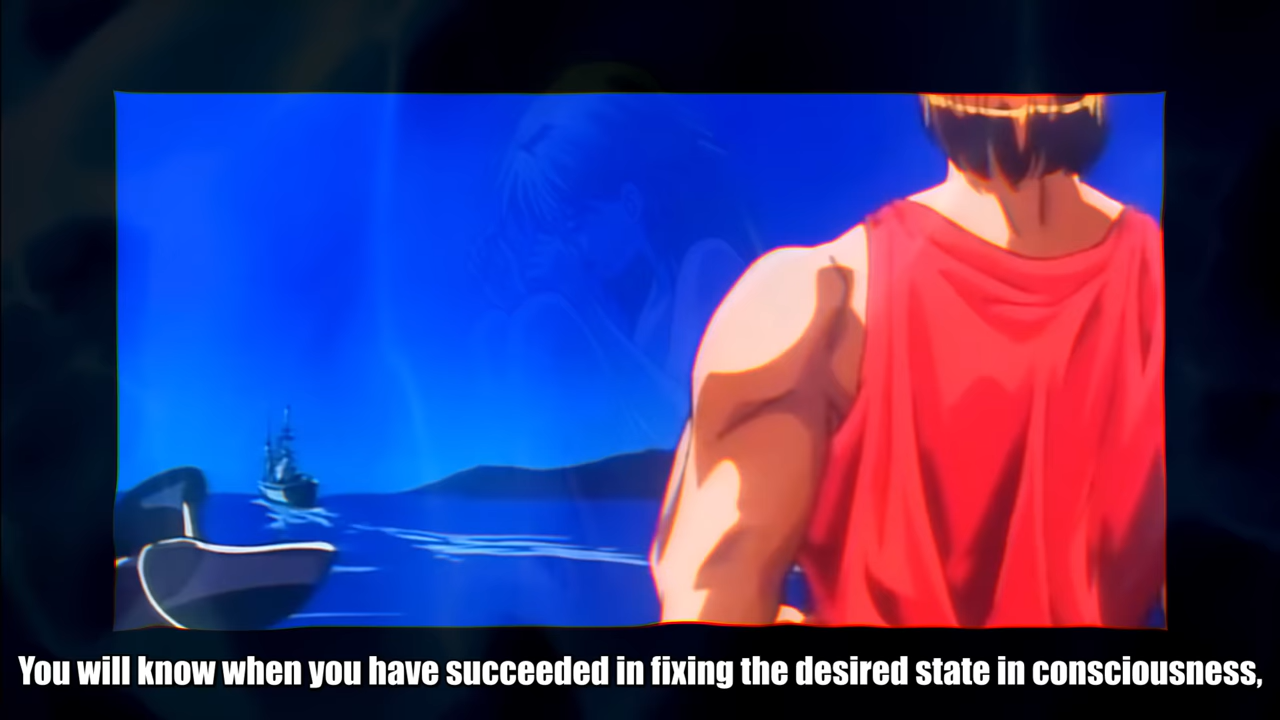 You will know when you have succeeded in fixing the desired state in consciousness,